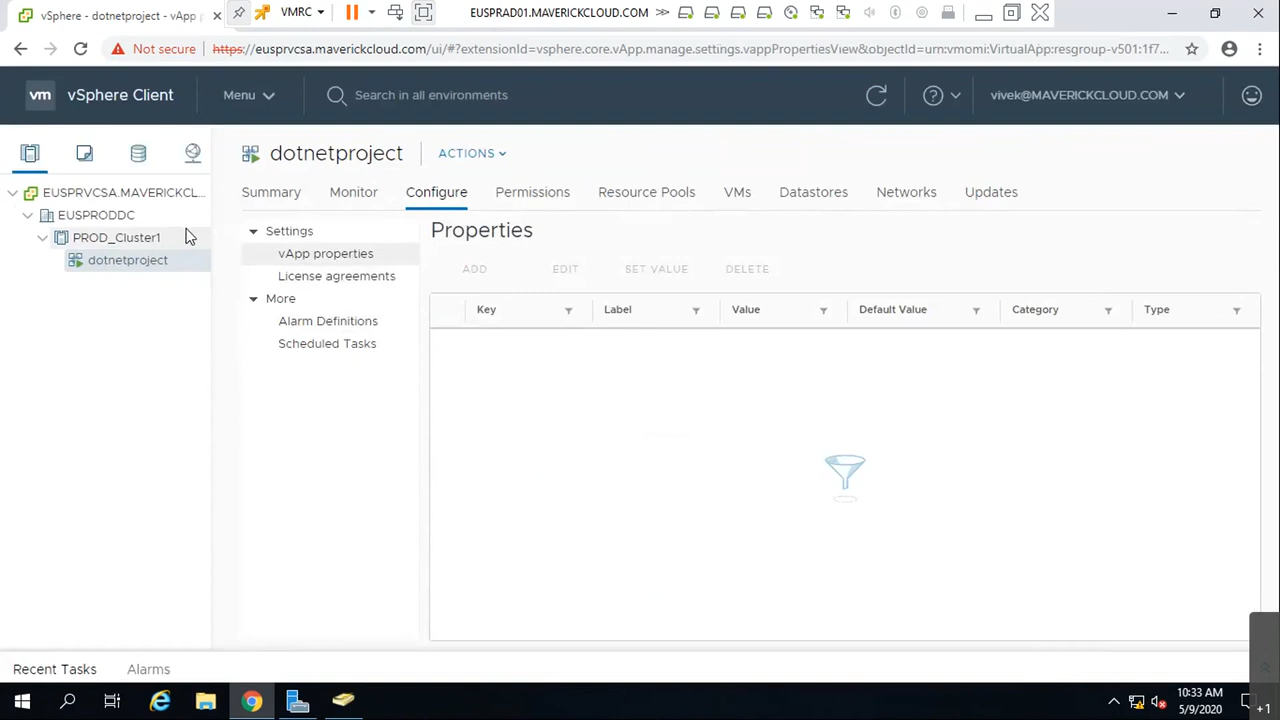 vSphere - dotnetproject - vApp p
VMRC
EUSPRAD01.MAVERICKCLOUD.COM
Not secure
https://eusprvcsa.maverickcloud.com/ui/#?extensionId=vsphere.core.vApp.manage.settings.vappPropertiesView&objectId=urn:vmomi:VirtualApp:resgroup-v501:1f7...
vm
vSphere Client
Menu
Search in all environments
vivek@MAVERICKCLOUD.COM
EUSPRVCSA.MAVERICKCL...
EUSPRODDC
PROD_Cluster1
dotnetproject
dotnetproject
ACTIONS
Summary Monitor Configure Permissions Resource Pools VMs Datastores Networks Updates
Settings
vApp properties
License agreements
More
Alarm Definitions
Scheduled Tasks
Properties
ADD EDIT SET VALUE DELETE
Key Label Value Default Value Category Type
Recent Tasks Alarms
10:33 AM
5/9/2020
+1